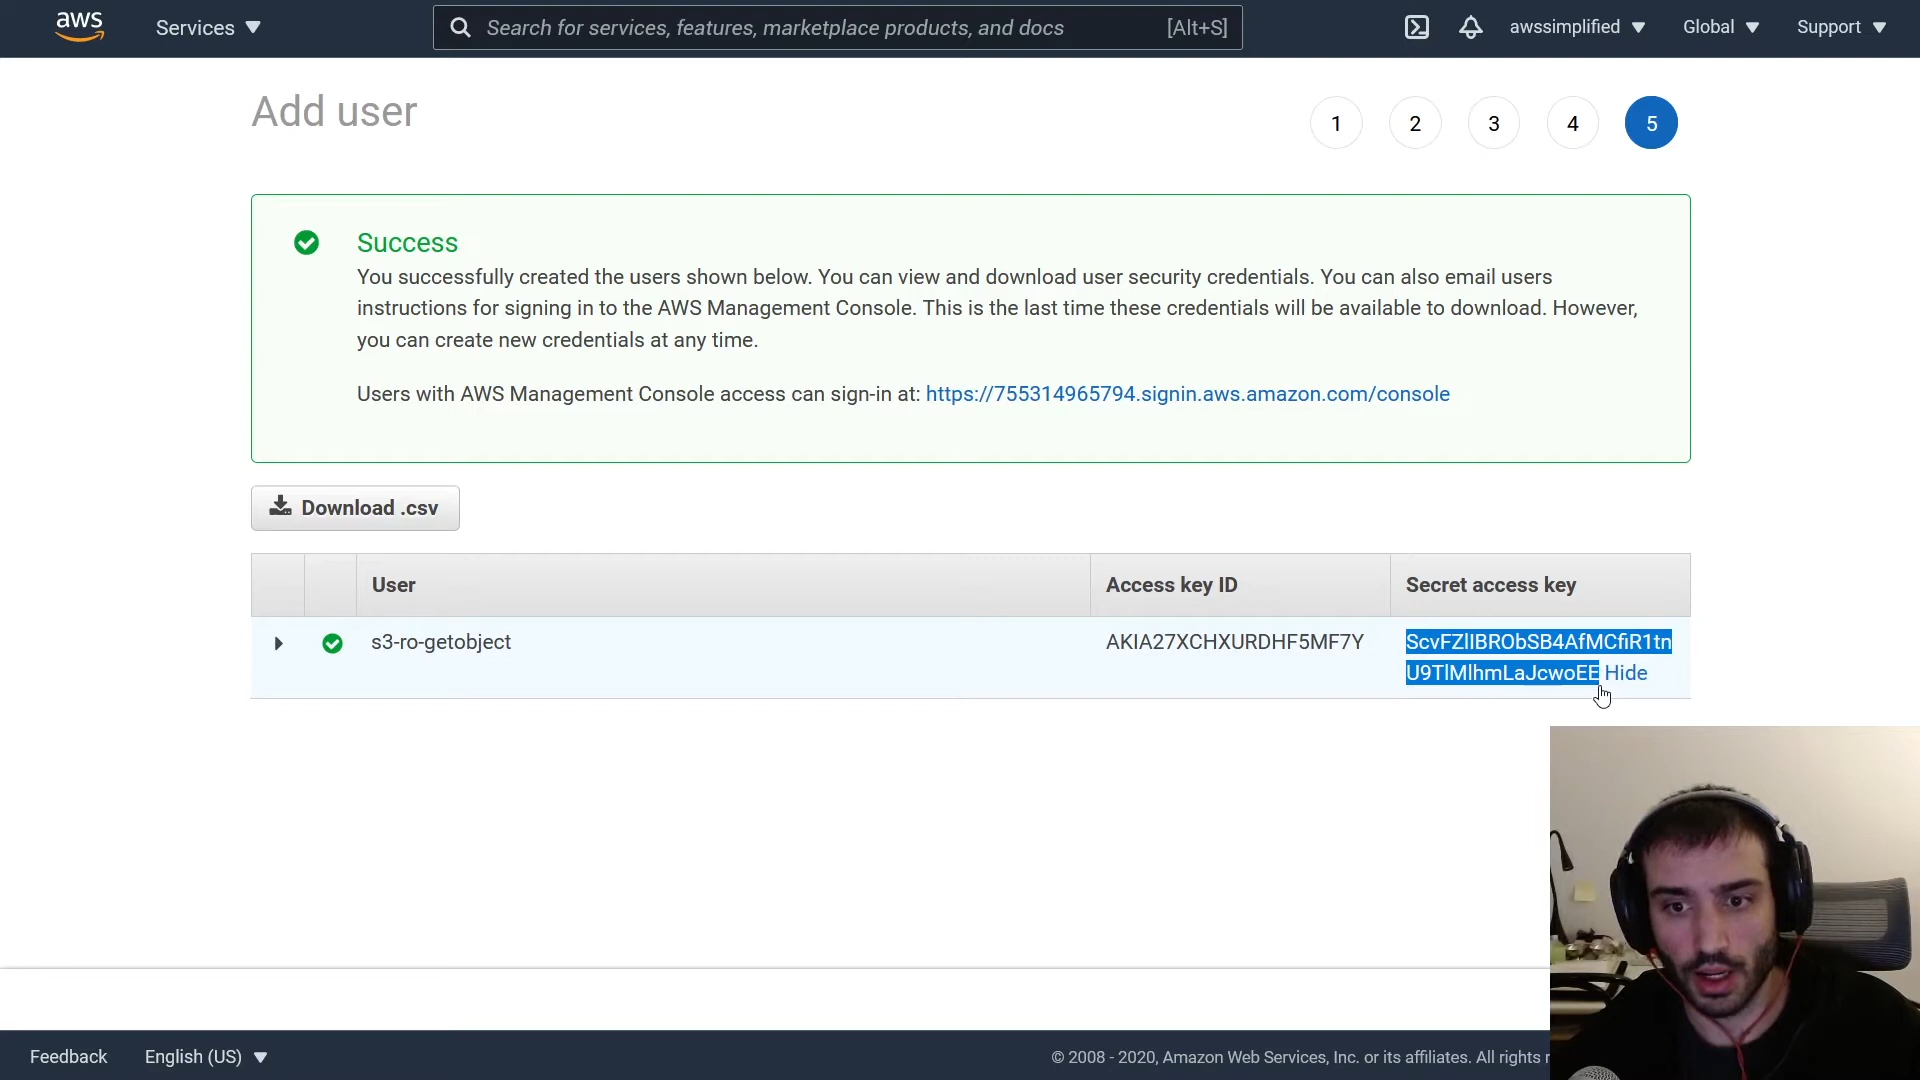 aws
Services
Search for services, features, marketplace products, and docs [Alt+S]
awssimplified
Global
Support
Add user
1 2 3 4 5
Success
You successfully created the users shown below. You can view and download user security credentials. You can also email users
instructions for signing in to the AWS Management Console. This is the last time these credentials will be available to download. However,
you can create new credentials at any time.
Users with AWS Management Console access can sign-in at: https://755314965794.signin.aws.amazon.com/console
Download .csv
User Access key ID Secret access key
s3-ro-getobject AKIA27XCHXURDHF5MF7Y
Hide
Feedback English (US)
© 2008 - 2020, Amazon Web Services, Inc. or its affiliates. All rights